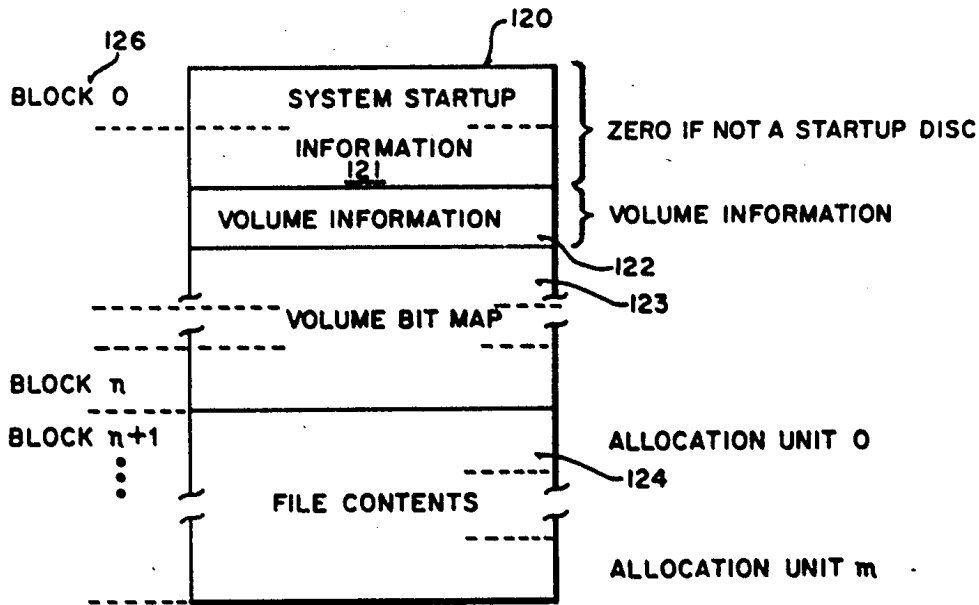 120
126
BLOCK 0
SYSTEM STARTUP
INFORMATION
121
ZERO IF NOT A STARTUP DISC
VOLUME INFORMATION
VOLUME INFORMATION
122
123
VOLUME BIT MAP
BLOCK n
BLOCK n+1
ALLOCATION UNIT 0
124
FILE CONTENTS
ALLOCATION UNIT m